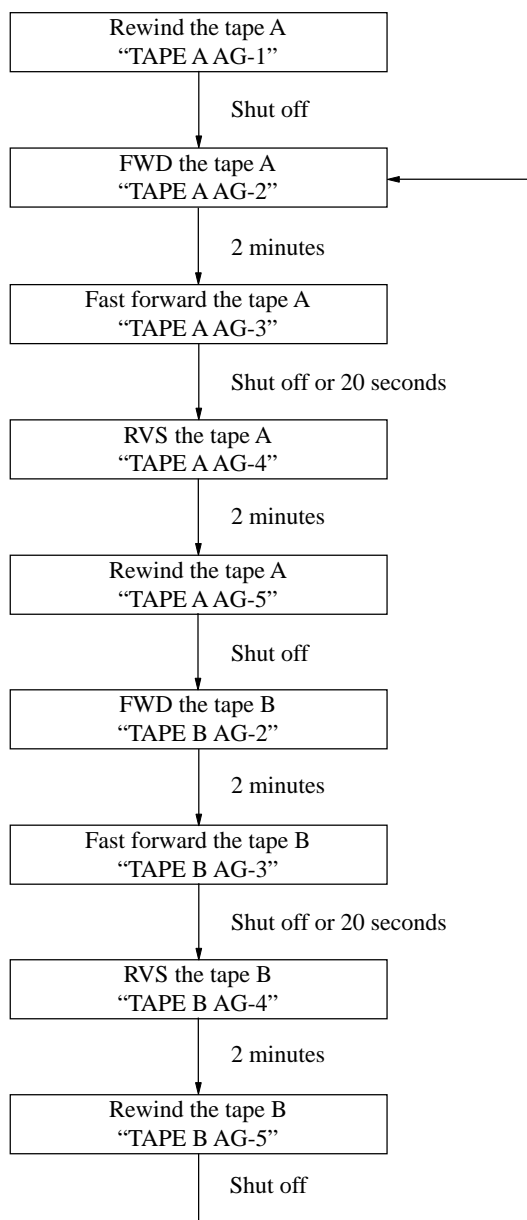 Rewind the tape A
“TAPE A AG-1”
Shut off
FWD the tape A
“TAPE A AG-2”
2 minutes
Fast forward the tape A
“TAPE A AG-3”
Shut off or 20 seconds
RVS the tape A
“TAPE A AG-4”
2 minutes
Rewind the tape A
“TAPE A AG-5”
Shut off
FWD the tape B
“TAPE B AG-2”
2 minutes
Fast forward the tape B
“TAPE B AG-3”
Shut off or 20 seconds
RVS the tape B
“TAPE B AG-4”
2 minutes
Rewind the tape B
“TAPE B AG-5”
Shut off